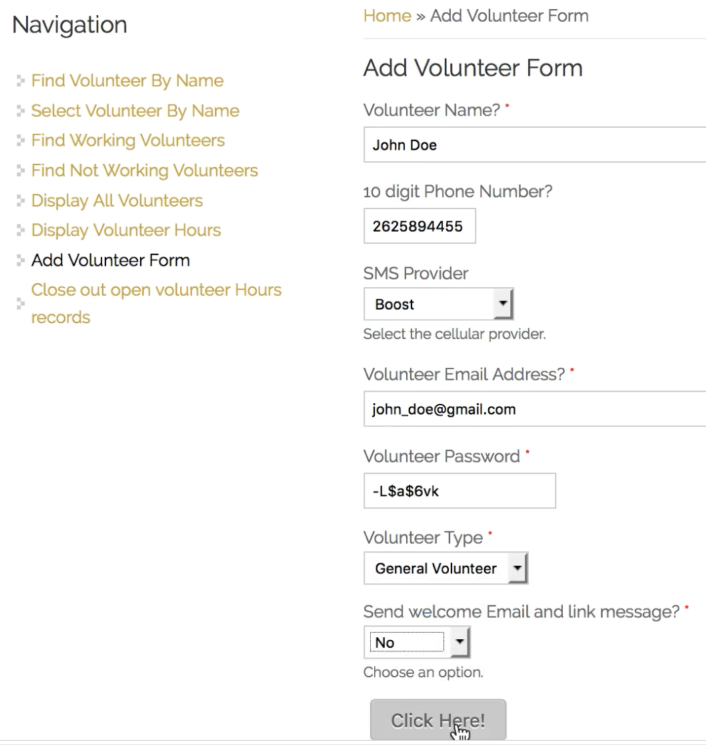 Navigation
Find Volunteer By Name
Select Volunteer By Name
Find Working Volunteers
Find Not Working Volunteers
Display All Volunteers
Display Volunteer Hours
Add Volunteer Form
Close out open volunteer Hours
records
Home » Add Volunteer Form
Add Volunteer Form
Volunteer Name? *
John Doe
10 digit Phone Number?
2625894455
SMS Provider
Boost
Select the cellular provider.
Volunteer Email Address? *
john_doe@gmail.com
Volunteer Password *
-L$a$6vk
Volunteer Type *
General Volunteer
Send welcome Email and link message? *
No
Choose an option.
Click Here!